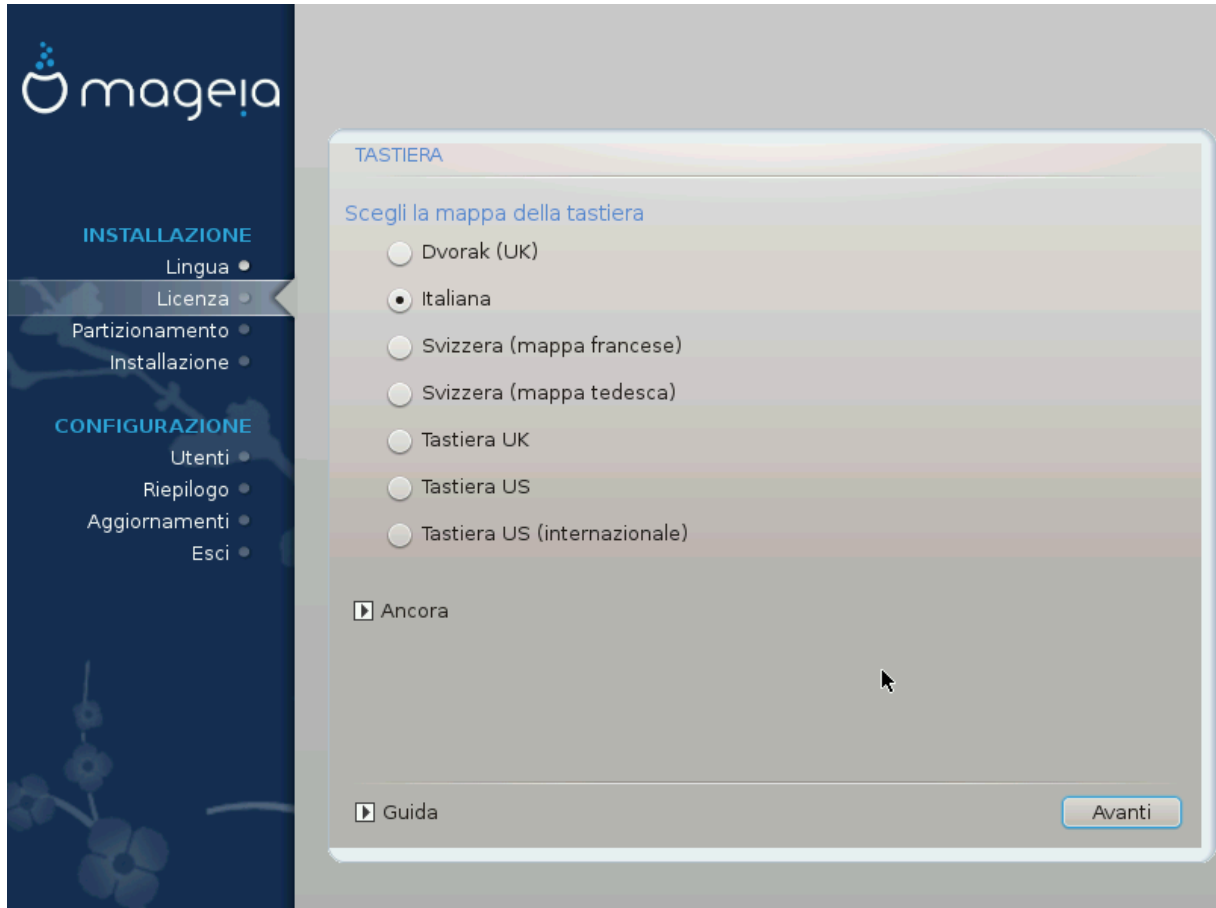 mageia
INSTALLAZIONE
Lingua
Licenza
Partizionamento
Installazione
CONFIGURAZIONE
Utenti
Riepilogo
Aggiornamenti
Esci
TASTIERA
Scegli la mappa della tastiera
Dvorak (UK)
Italiana
Svizzera (mappa francese)
Svizzera (mappa tedesca)
Tastiera UK
Tastiera US
Tastiera US (internazionale)
Ancora
Guida
Avanti